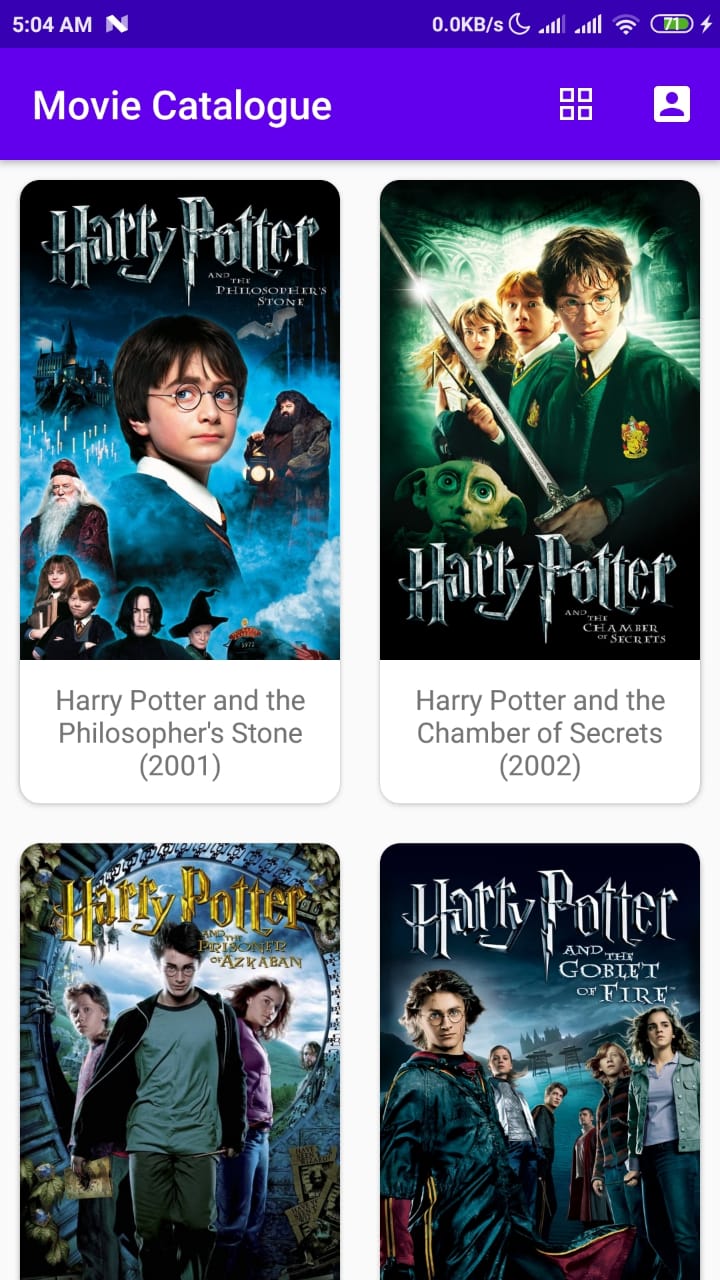 5:04 AM
0.0KB/s
71
Movie Catalogue
Harry Potter
AND THE
PHILOSOPHER'S
STONE
1972
Harry Potter
AND THE
CHAMBER
OF SECRETS
Harry Potter and the
Philosopher's Stone
(2001)
Harry Potter and the
Chamber of Secrets
(2002)
Harry Potter
AND THE
PRISONER
OF AZKABAN
Harry Potter
AND THE
GOBLET
OF FIRE™